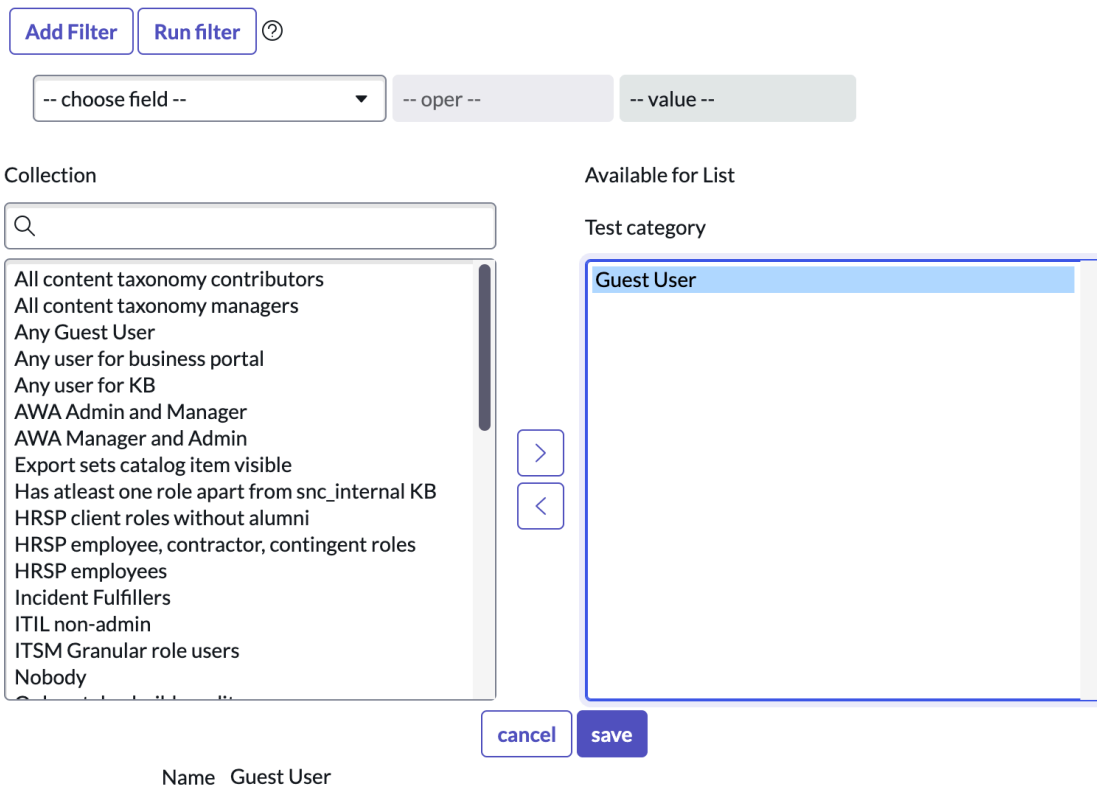 Add Filter Run filter ?
-- choose field -- -- oper -- -- value --
Collection
Available for List
Test category
All content taxonomy contributors
All content taxonomy managers
Any Guest User
Any user for business portal
Any user for KB
AWA Admin and Manager
AWA Manager and Admin
Export sets catalog item visible
Has atleast one role apart from snc_internal KB
HRSP client roles without alumni
HRSP employee, contractor, contingent roles
HRSP employees
Incident Fulfillers
ITIL non-admin
ITSM Granular role users
Nobody
Guest User
>
<
cancel save
Name Guest User